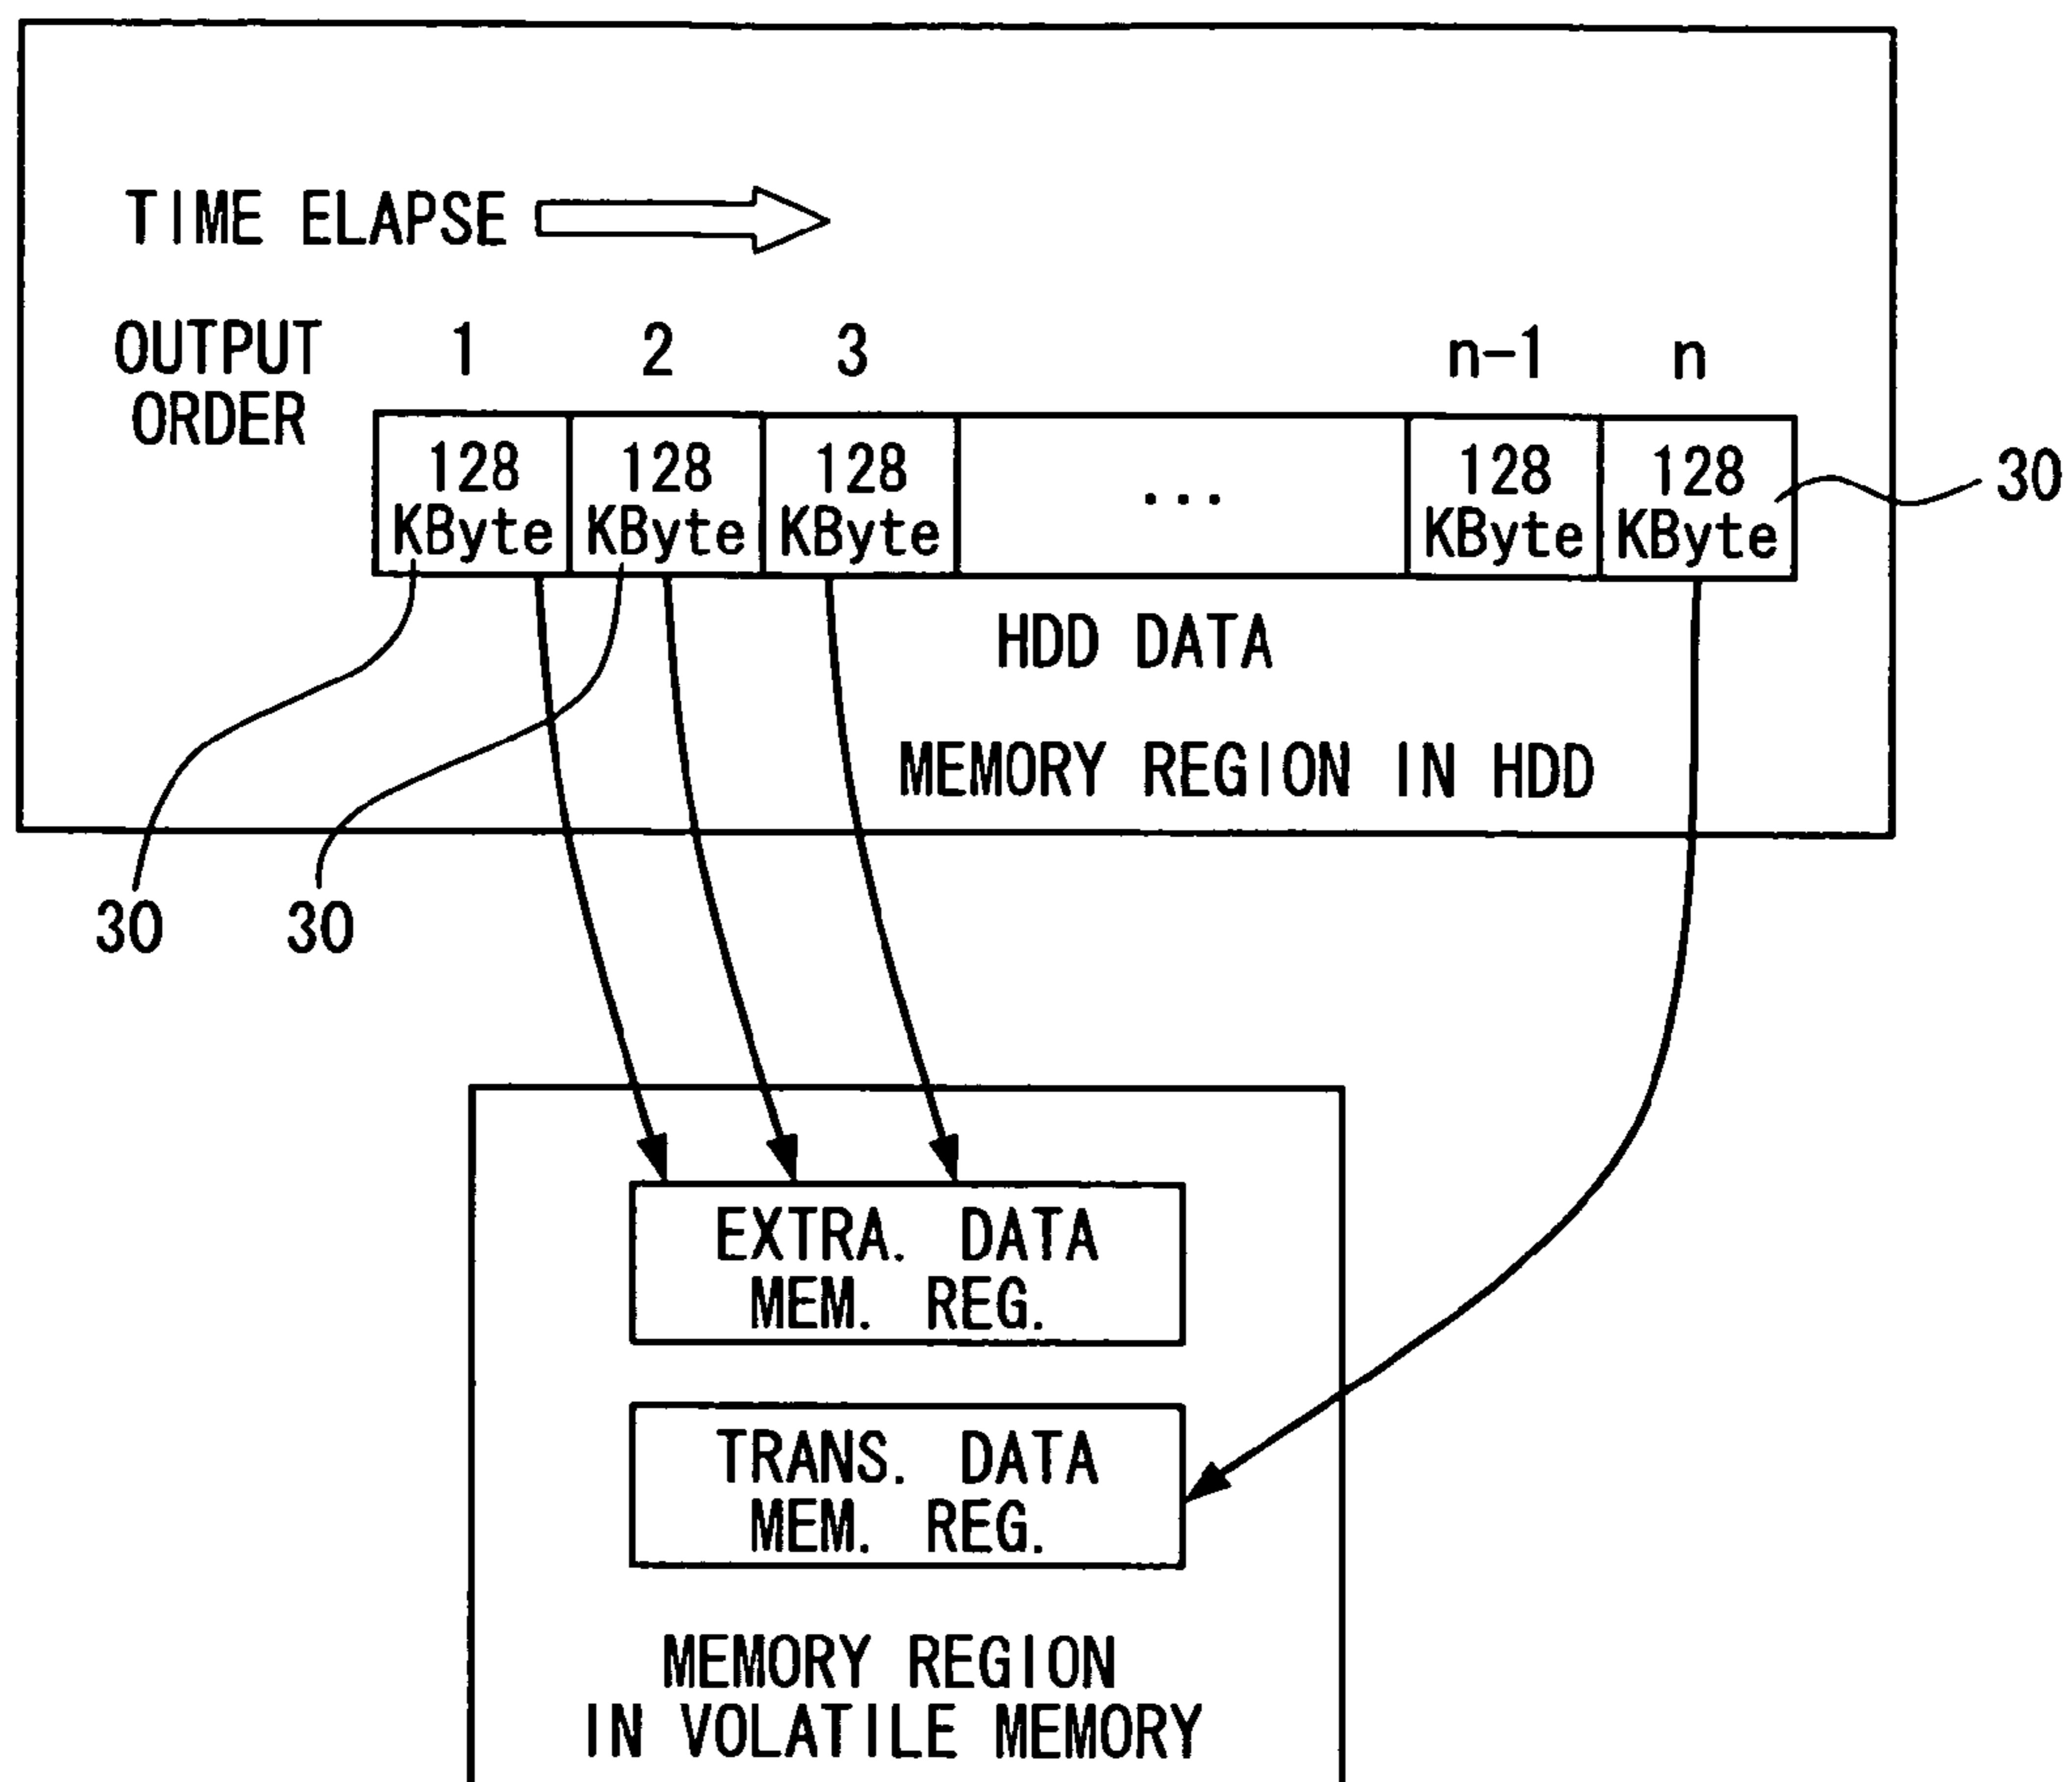 TIME ELAPSE
OUTPUT ORDER
1 2 3 n-1 n
128 KByte
128 KByte
128 KByte
...
128 KByte
128 KByte
30
HDD DATA
MEMORY REGION IN HDD
30
30
EXTRA. DATA
MEM. REG.
TRANS. DATA
MEM. REG.
MEMORY REGION
IN VOLATILE MEMORY